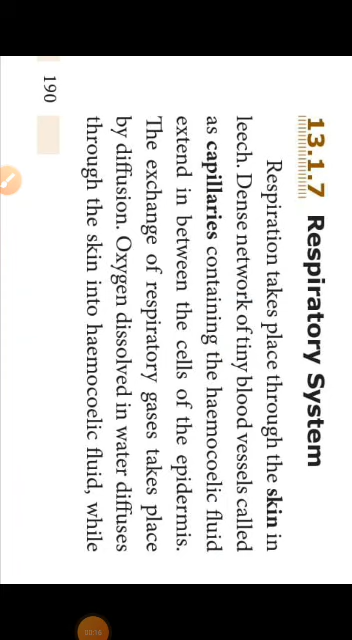 13.1.7 Respiratory System
Respiration takes place through the skin in
leech. Dense network of tiny blood vessels called
as capillaries containing the haemocoelic fluid
extend in between the cells of the epidermis.
The exchange of respiratory gases takes place
by diffusion. Oxygen dissolved in water diffuses
through the skin into haemocoelic fluid, while
190